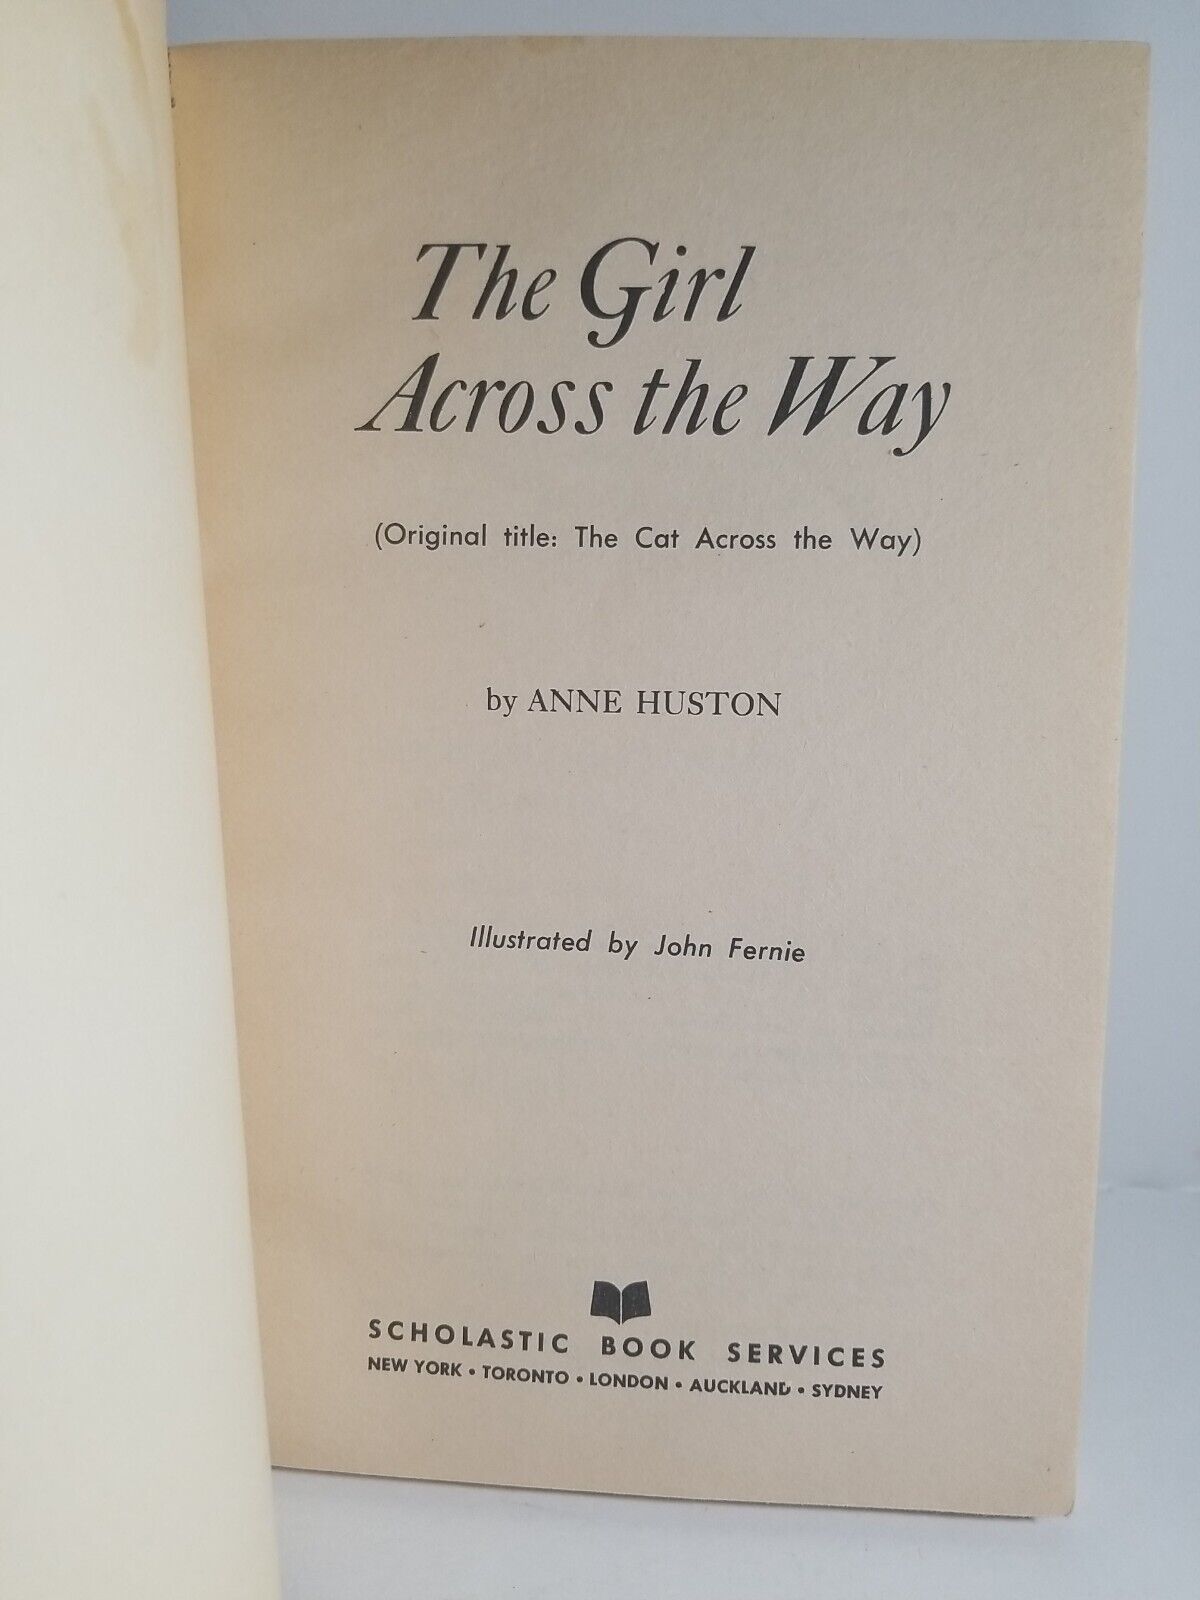 The Girl
Across the Way
(Original title: The Cat Across the Way)
by ANNE HUSTON
Illustrated by John Fernie
SCHOLASTIC BOOK SERVICES
NEW YORK • TORONTO • LONDON • AUCKLAND • SYDNEY